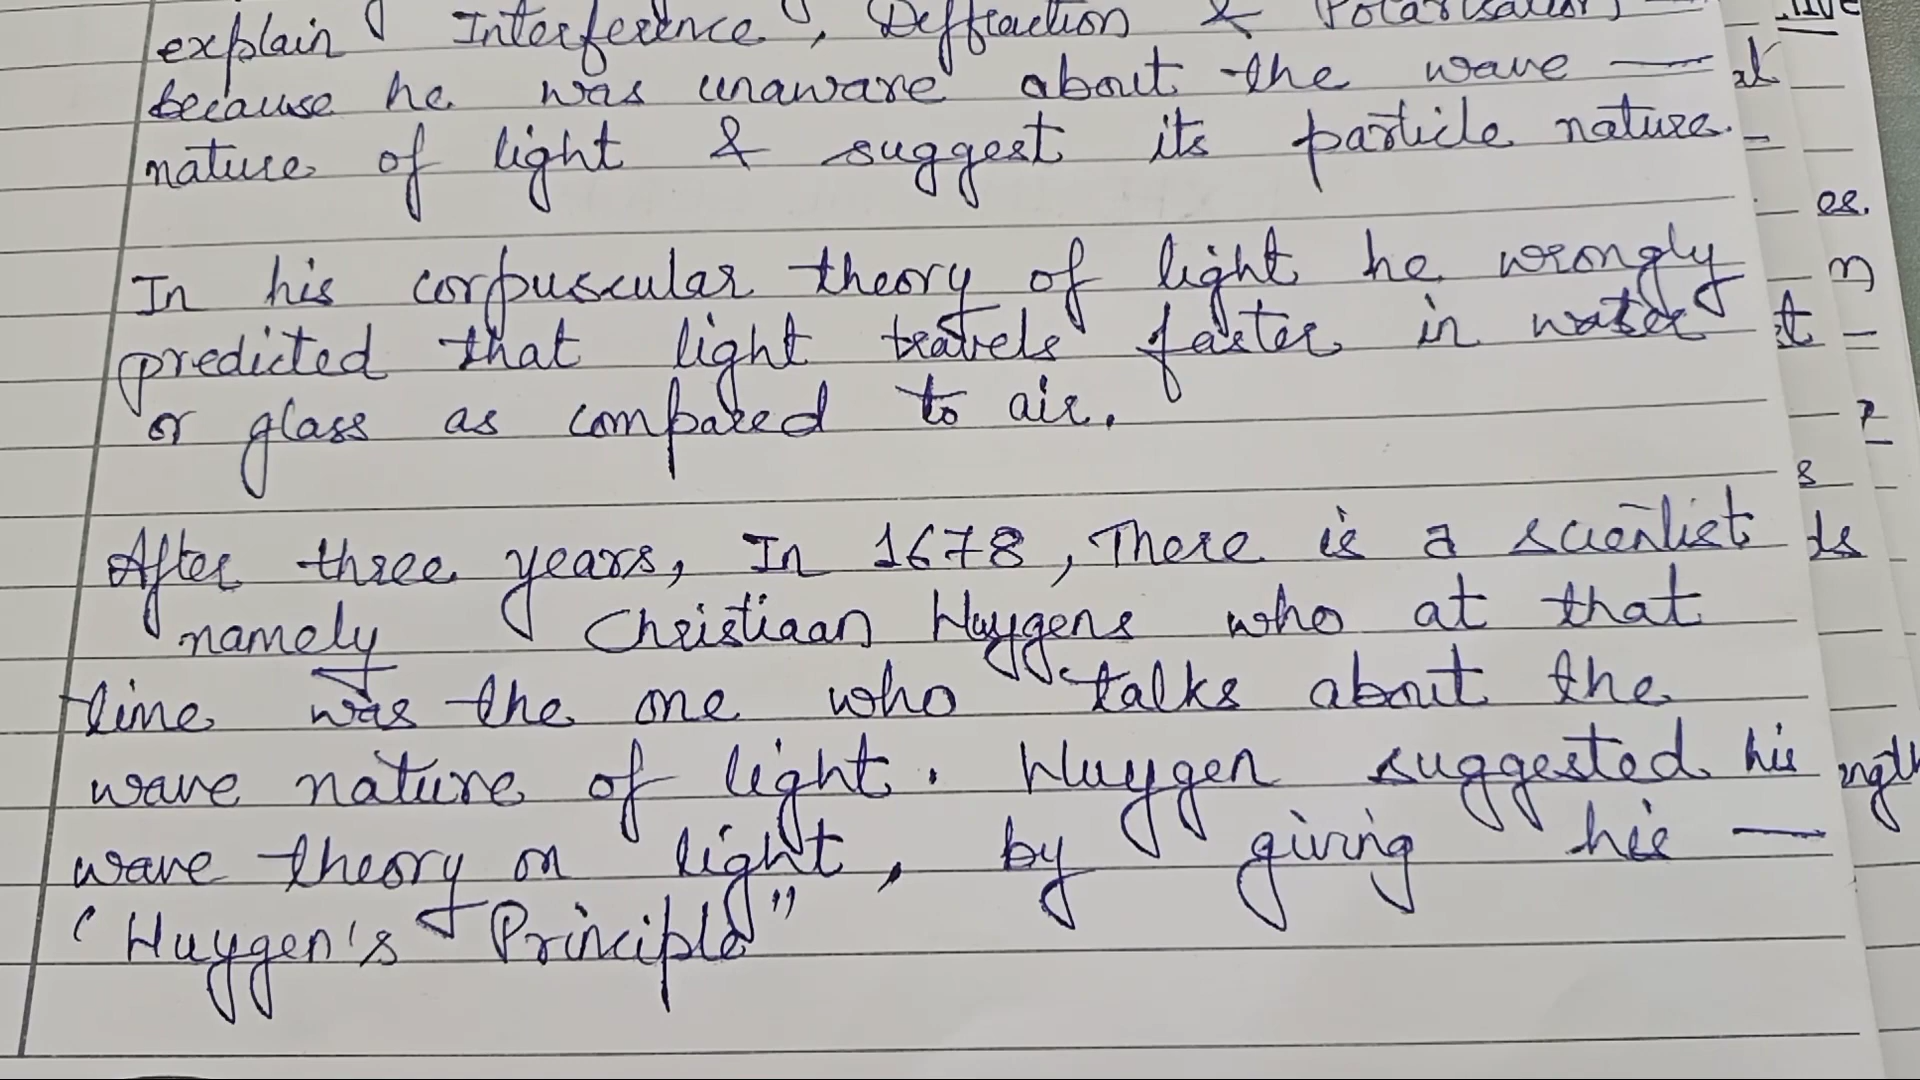 explain Interference, Deffraction & Polarisation,
because he was unaware about the wave —
nature of light & suggest its particle nature.
In his corpuscular theory of light he wrongly
predicted that light travels faster in water
or glass as compared to air.
After three years, In 1678, There is a scientist
namely Christiaan Huygens who at that
time was the one who talks about the
wave nature of light. Huygen suggested his
wave theory on light, by giving his —
"Huygen's Principle"
es.
n
t —
s
ds
ngth